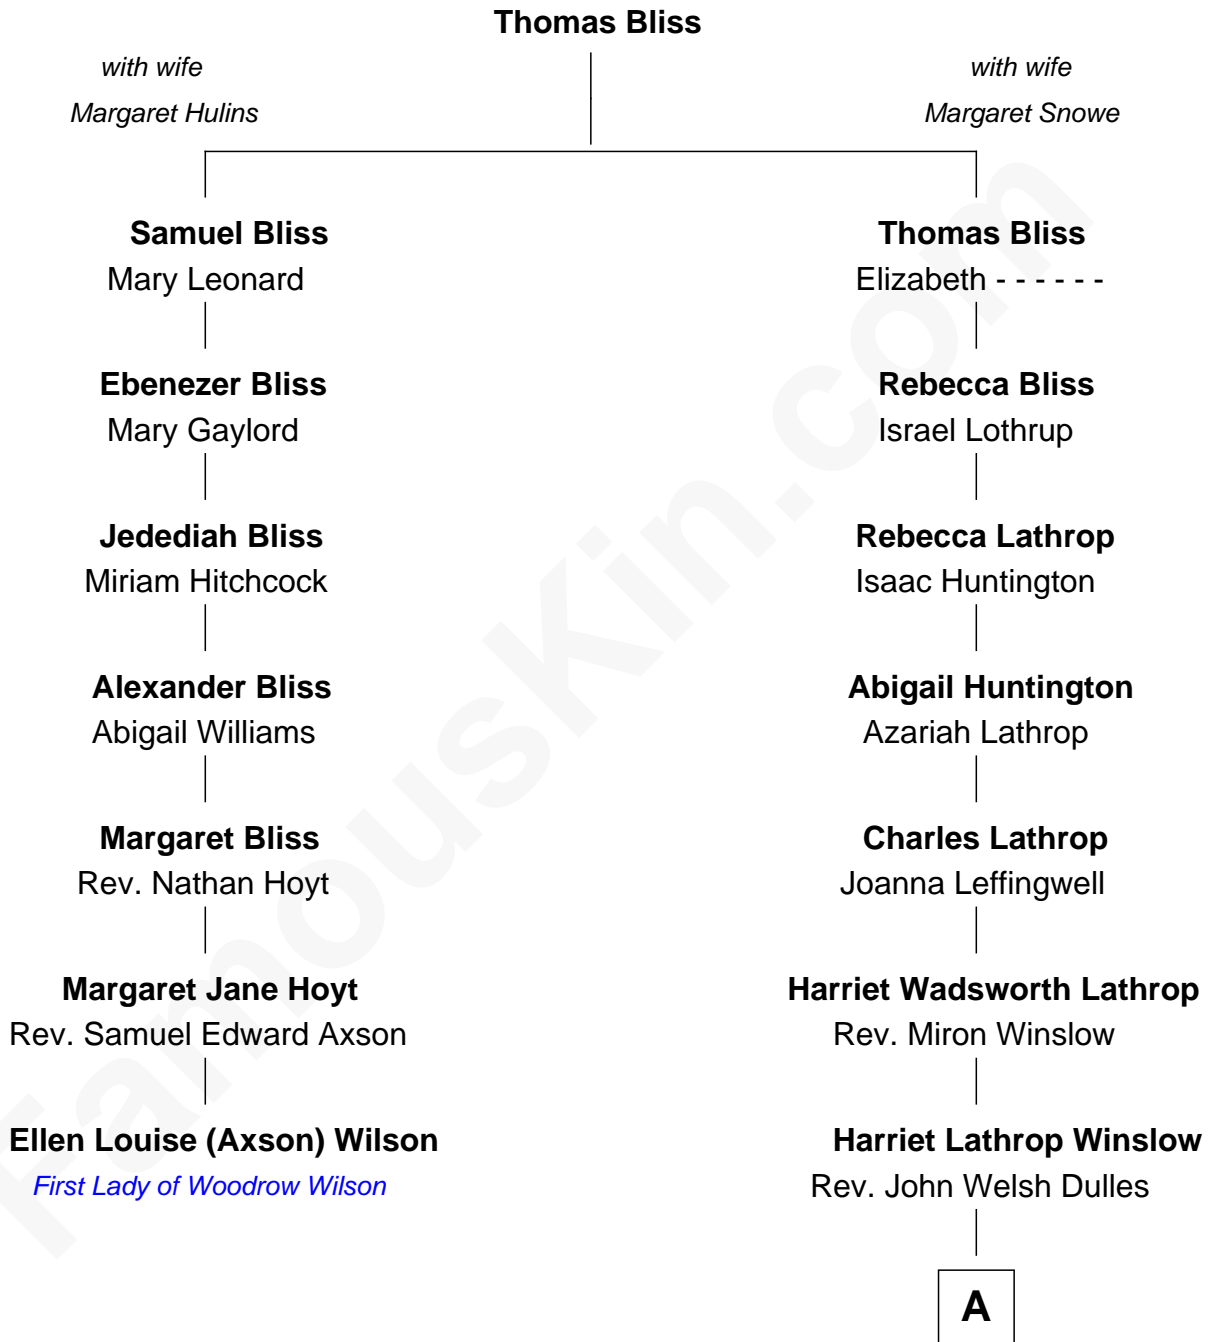 Thomas Bliss
with wife
Margaret Hulins
with wife
Margaret Snowe
Samuel Bliss
Mary Leonard
Thomas Bliss
Elizabeth - - - - - -
Ebenezer Bliss
Mary Gaylord
Rebecca Bliss
Israel Lothrup
Jedediah Bliss
Miriam Hitchcock
Rebecca Lathrop
Isaac Huntington
Alexander Bliss
Abigail Williams
Abigail Huntington
Azariah Lathrop
Margaret Bliss
Rev. Nathan Hoyt
Charles Lathrop
Joanna Leffingwell
Margaret Jane Hoyt
Rev. Samuel Edward Axson
Harriet Wadsworth Lathrop
Rev. Miron Winslow
Ellen Louise (Axson) Wilson
First Lady of Woodrow Wilson
Harriet Lathrop Winslow
Rev. John Welsh Dulles
A
FamousKin.com